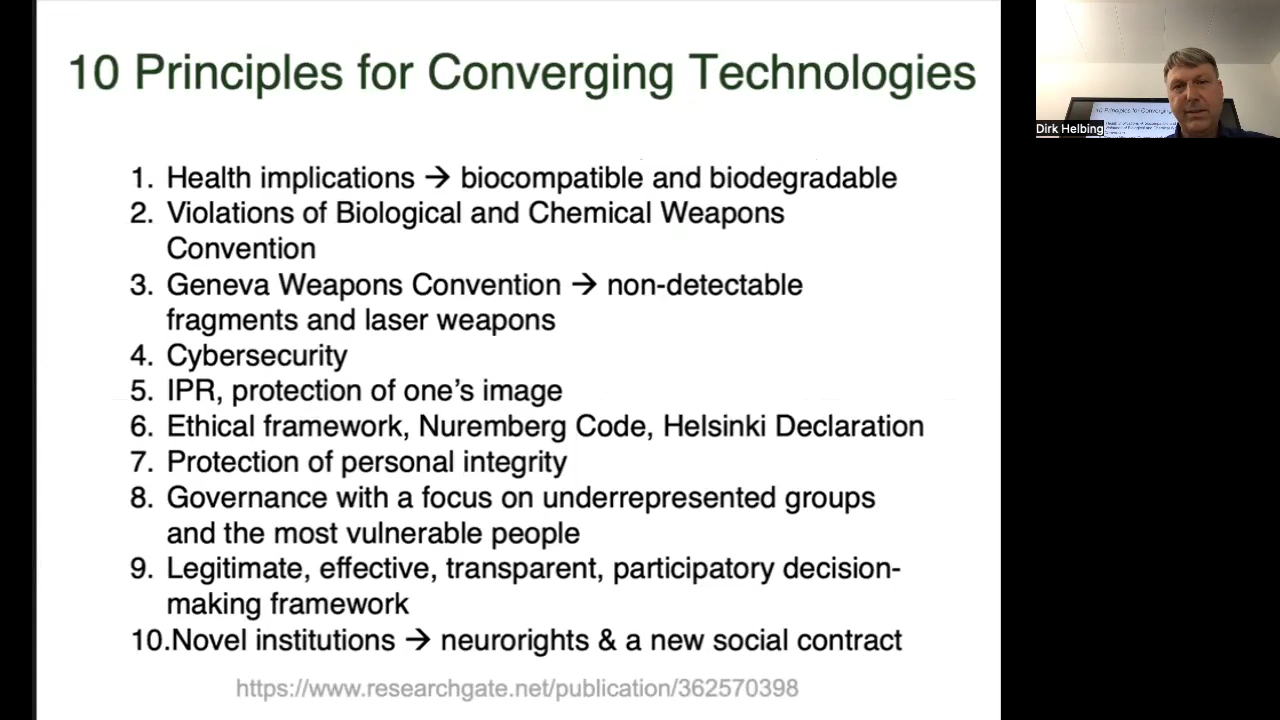 10 Principles for Converging Technologies
1. Health implications → biocompatible and biodegradable
2. Violations of Biological and Chemical Weapons
Convention
3. Geneva Weapons Convention → non-detectable
fragments and laser weapons
4. Cybersecurity
5. IPR, protection of one’s image
6. Ethical framework, Nuremberg Code, Helsinki Declaration
7. Protection of personal integrity
8. Governance with a focus on underrepresented groups
and the most vulnerable people
9. Legitimate, effective, transparent, participatory decision-
making framework
10.Novel institutions → neurorights & a new social contract
https://www.researchgate.net/publication/362570398
10 Principles for Converging
Dirk Helbing